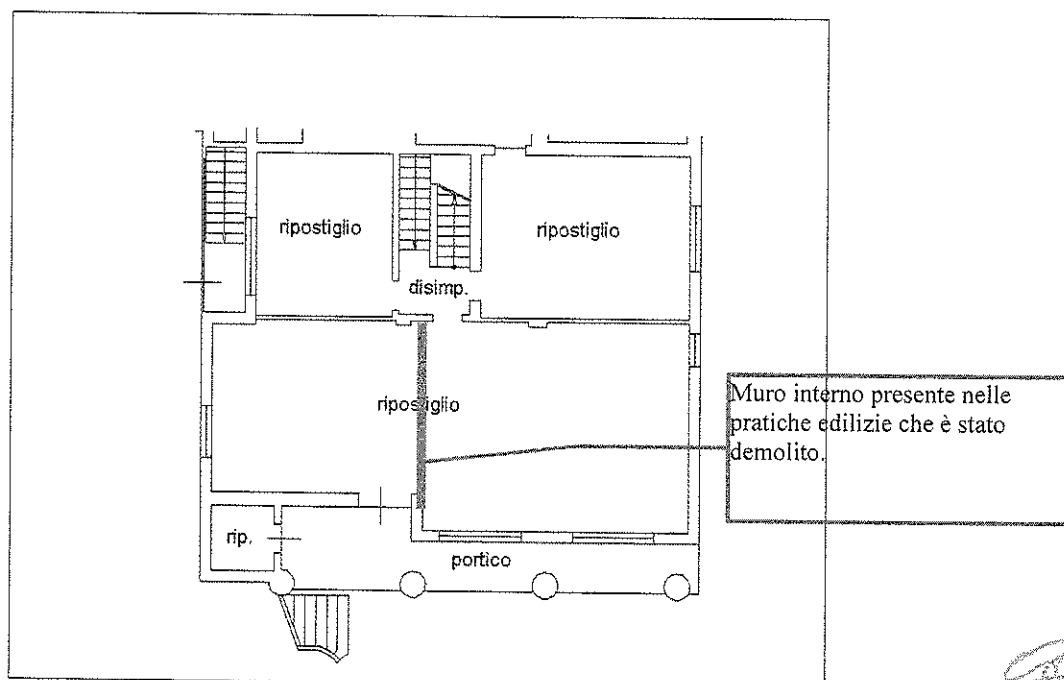 ripostiglio
ripostiglio
disimp.
ripostiglio
Muro interno presente nelle
pratiche edilizie che è stato
demolito.
rip.
portico